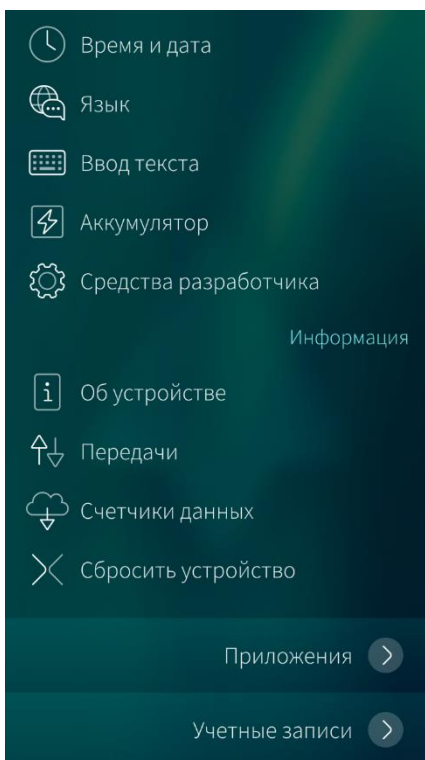 Время и дата
Язык
Ввод текста
Аккумулятор
Средства разработчика
Информация
Об устройстве
Передачи
Счетчики данных
Сбросить устройство
Приложения
Учетные записи